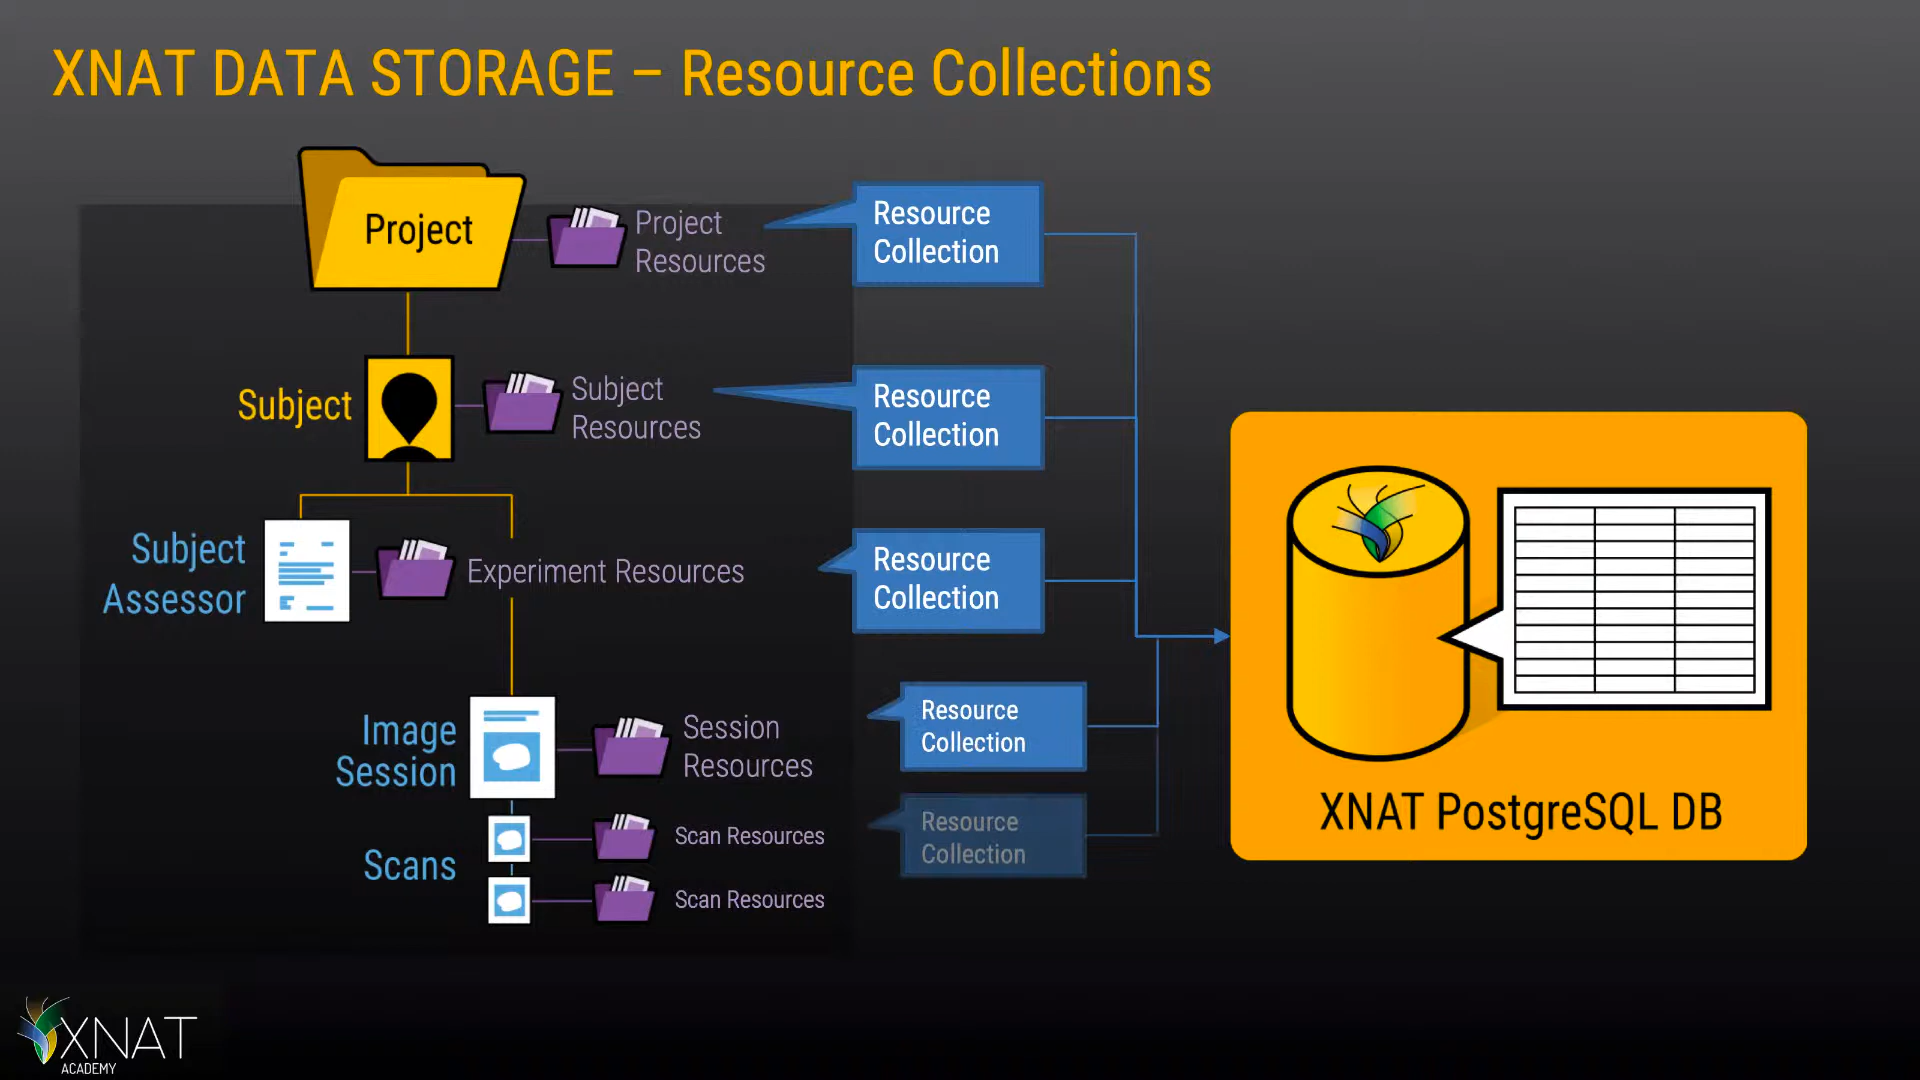 XNAT DATA STORAGE – Resource Collections
Project
Project
Resources
Resource
Collection
Subject
Subject
Resources
Resource
Collection
Subject
Assessor
Experiment Resources
Resource
Collection
Image
Session
Session
Resources
Resource
Collection
Scans
Scan Resources
Scan Resources
Resource
Collection
XNAT PostgreSQL DB
XNAT
ACADEMY